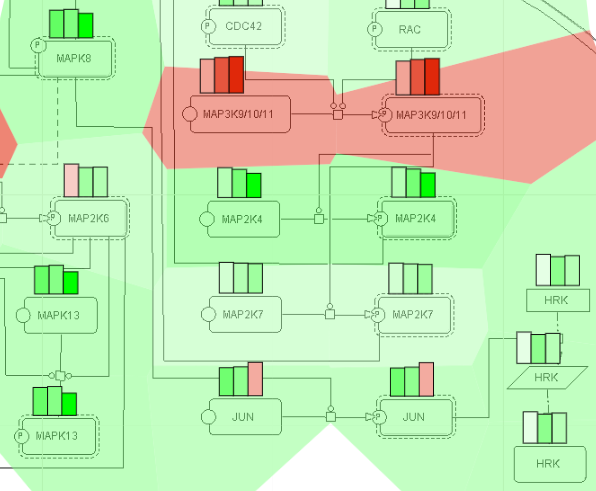 CDC42
RAC
P
P
MAPK8
P
MAP3K9/10/11
MAP3K9/10/11
P
MAP2K6
P
MAP2K4
MAP2K4
P
P
HRK
MAPK13
MAP2K7
MAP2K7
P
HRK
JUN
JUN
P
MAPK13
P
HRK